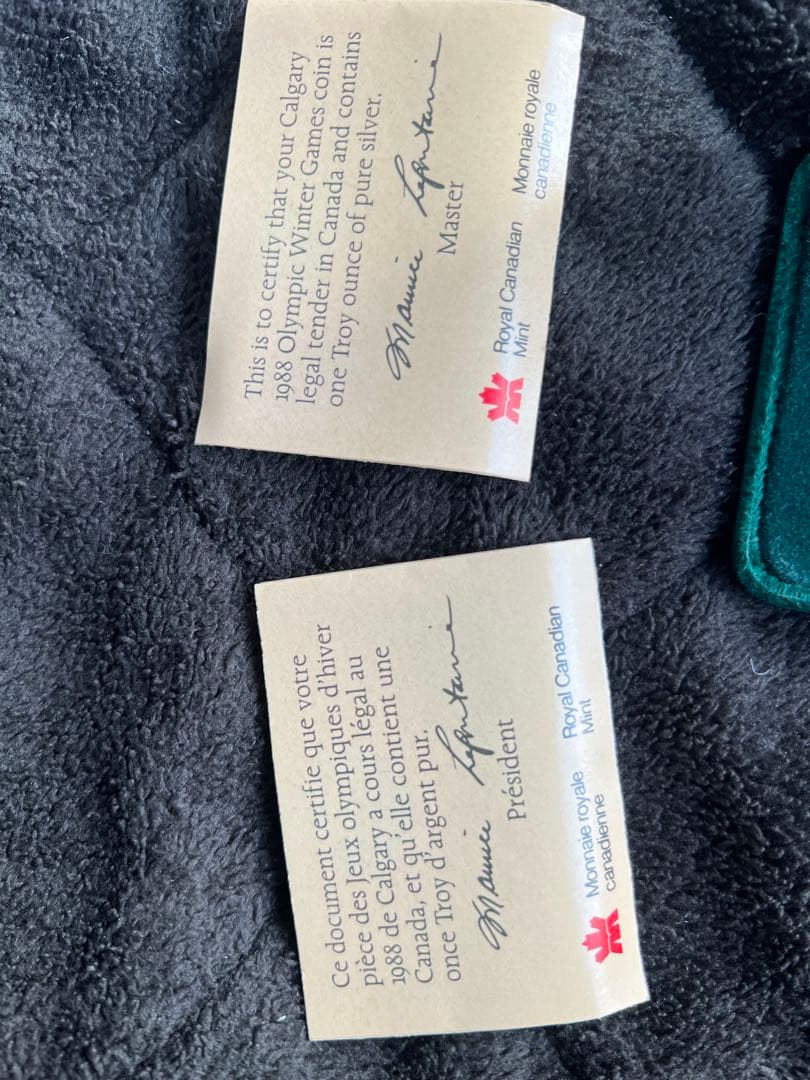 This is to certify that your Calgary
1988 Olympic Winter Games coin is
legal tender in Canada and contains
one Troy ounce of pure silver.
Maurice Lafontaine
Master
Royal Canadian Monnaie royale
Mint canadienne
Ce document certifie que votre
pièce des Jeux olympiques d'hiver
1988 de Calgary a cours légal au
Canada, et qu'elle contient une
once Troy d'argent pur.
Maurice Lafontaine
Président
Monnaie royale Royal Canadian
canadienne Mint